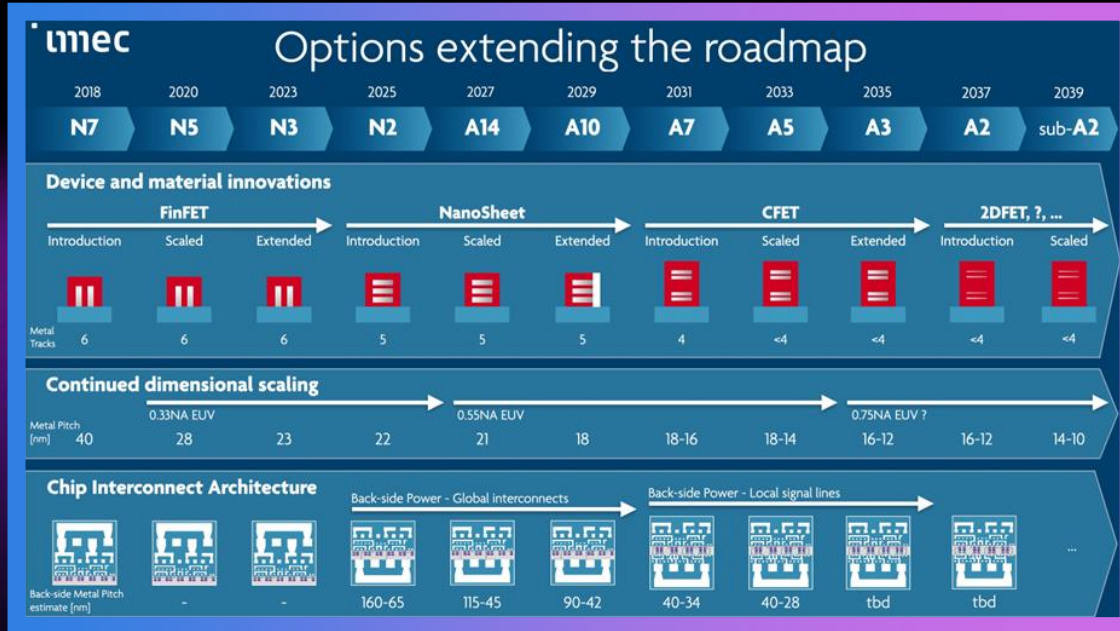 imec
Options extending the roadmap
2018 2020 2023 2025 2027 2029 2031 2033 2035 2037 2039
N7 N5 N3 N2 A14 A10 A7 A5 A3 A2 sub-A2
Device and material innovations
FinFET NanoSheet CFET 2DFET, ?, ...
Introduction Scaled Extended Introduction Scaled Extended Introduction Scaled Extended Introduction Scaled
Metal
Tracks 6 6 6 5 5 5 4 <4 <4 <4 <4
Continued dimensional scaling
0.33NA EUV 0.55NA EUV 0.75NA EUV ?
Metal Pitch
[nm] 40 28 23 22 21 18 18-16 18-14 16-12 16-12 14-10
Chip Interconnect Architecture
Back-side Power - Global interconnects Back-side Power - Local signal lines
...
Back-side Metal Pitch
estimate [nm] - - 160-65 115-45 90-42 40-34 40-28 tbd tbd